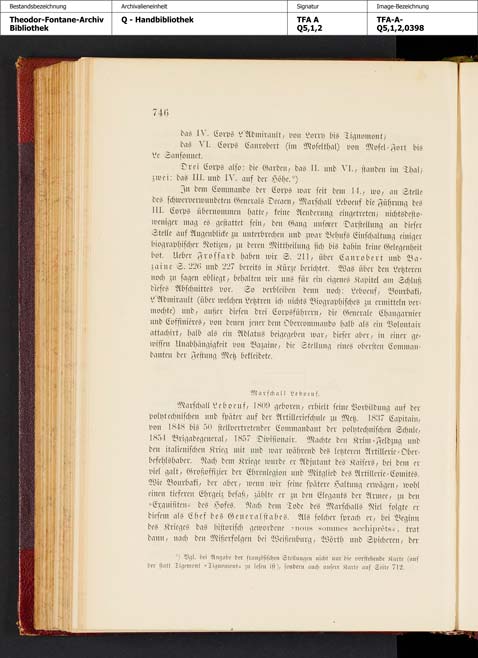 Bestandsbezeichnung Archivalieneinheit Signatur Image-Bezeichnung
Theodor-Fontane-Archiv Q - Handbibliothek TFA A TFA-A-
Bibliothek Q5,1,2 Q5,1,2,0398
746
das IV. Corps L'Admirault, von Lorry bis Tignomont;
das VI. Corps Canrobert (im Moselthal) von Mosel-Fort bis
Le Sansonnet.
Drei Corps also: die Garden, das II. und VI., standen im Thal;
zwei: das III. und IV. auf der Höhe.*)
In dem Commando der Corps war seit dem 14., wo, an Stelle
des schwerverwundeten Generals Decaen, Marschall Leboeuf die Führung des
III. Corps übernommen hatte, keine Aenderung eingetreten; nichtsdesto-
weniger mag es gestattet sein, den Gang unserer Darstellung an dieser
Stelle auf Augenblicke zu unterbrechen und zwar Behufs Einschaltung einiger
biographischer Notizen, zu deren Mittheilung sich bis dahin keine Gelegenheit
bot. Ueber Frossard haben wir S. 211, über Canrobert und Ba-
zaine S. 226 und 227 bereits in Kürze berichtet. Was über den Letzteren
noch zu sagen obliegt, behalten wir uns für ein eigenes Kapitel am Schluß
dieses Abschnittes vor. So verbleiben denn noch: Leboeuf, Bourbaki,
L'Admirault (über welchen Letztren ich nichts Biographisches zu ermitteln ver-
mochte) und, außer diesen drei Corpsführern, die Generale Changarnier
und Coffinières, von denen jener dem Obercommando halb als ein Volontair
attachirt, halb als ein Adlatus beigegeben war, dieser aber, in einer ge-
wissen Unabhängigkeit von Bazaine, die Stellung eines obersten Comman-
danten der Festung Metz bekleidete.
Marschall Leboeuf.
Marschall Leboeuf, 1809 geboren, erhielt seine Vorbildung auf der
polytechnischen und später auf der Artillerieschule zu Metz. 1837 Capitain,
von 1848 bis 50 stellvertretender Commandant der polytechnischen Schule,
1854 Brigadegeneral, 1857 Divisionair. Machte den Krim-Feldzug und
den italienischen Krieg mit und war während des letzteren Artillerie-Ober-
befehlshaber. Nach dem Kriege wurde er Adjutant des Kaisers, bei dem er
viel galt, Großoffizier der Ehrenlegion und Mitglied des Artillerie-Comités.
Wie Bourbaki, der aber, wenn wir seine spätere Haltung erwägen, wohl
einen tieferen Ehrgeiz besaß, zählte er zu den Elegants der Armee, zu den
»Exquisiten« des Hofes. Nach dem Tode des Marschalls Niel folgte er
diesem als Chef des Generalstabes. Als solcher sprach er, bei Beginn
des Krieges das historisch gewordene »nous sommes archiprêts«, trat
dann, nach den Mißerfolgen bei Weißenburg, Wörth und Spicheren, der
*) Vgl. bei Angabe der französischen Stellungen nicht nur die vorstehende Karte (auf
der statt Tigemont »Tignomont« zu lesen ist), sondern auch unsere Karte auf Seite 712.